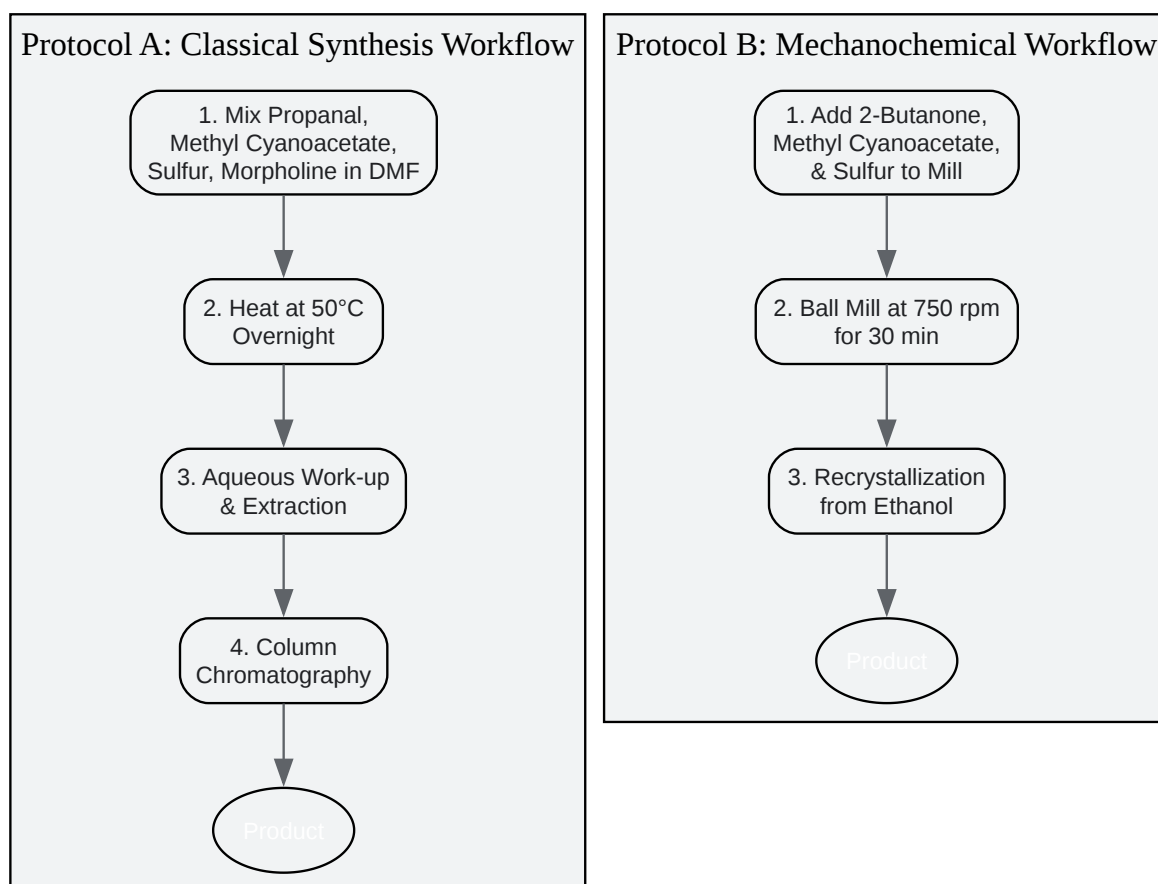 Protocol A: Classical Synthesis Workflow
1. Mix Propanal,
Methyl Cyanoacetate,
Sulfur, Morpholine in DMF
2. Heat at 50°C
Overnight
3. Aqueous Work-up
& Extraction
4. Column
Chromatography
Product
Protocol B: Mechanochemical Workflow
1. Add 2-Butanone,
Methyl Cyanoacetate,
& Sulfur to Mill
2. Ball Mill at 750 rpm
for 30 min
3. Recrystallization
from Ethanol
Product